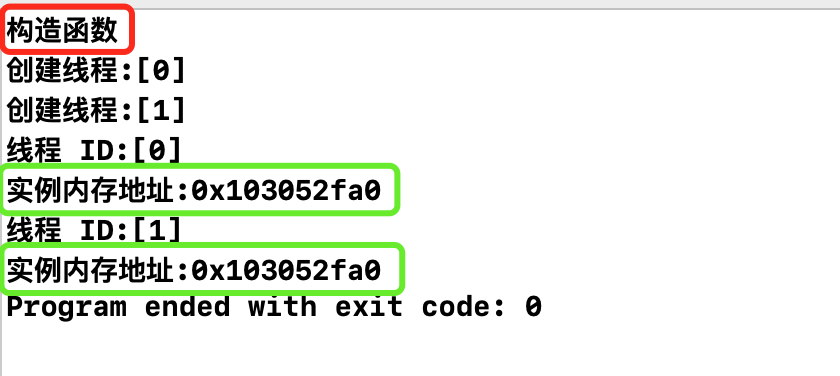 构造函数
创建线程:[0]
创建线程:[1]
线程 ID:[0]
实例内存地址:0x103052fa0
线程 ID:[1]
实例内存地址:0x103052fa0
Program ended with exit code: 0